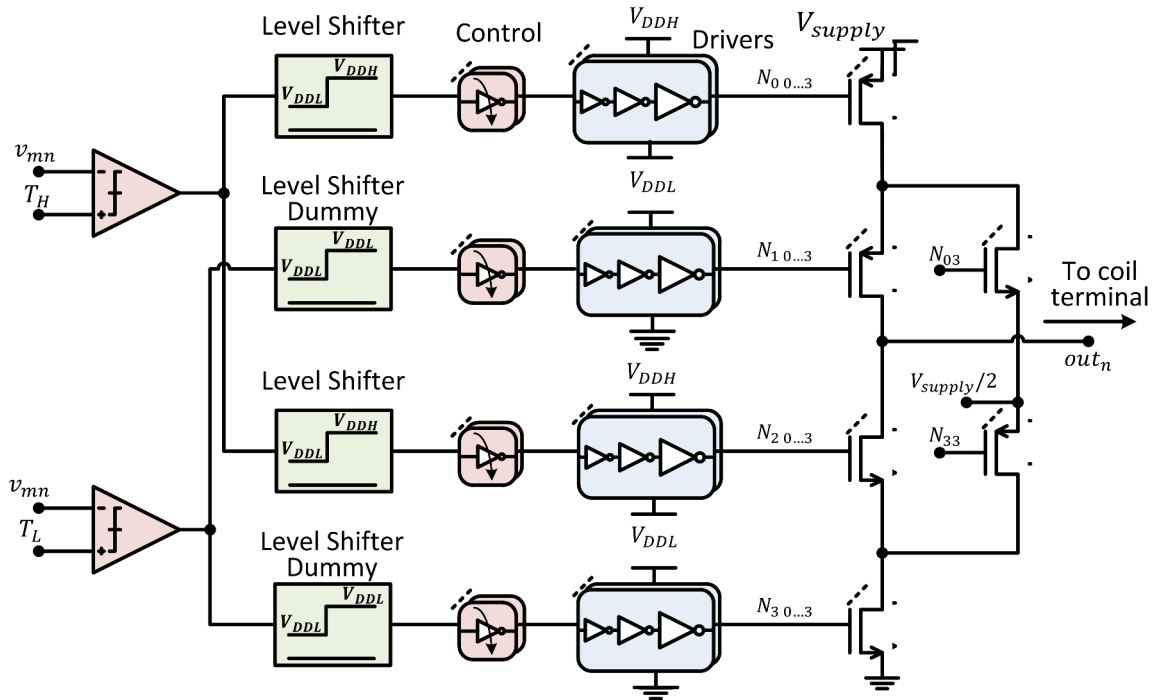 Level Shifter
V_DDH
V_DDL
Control
V_DDH
Drivers
V_DDL
N_0 0…3
V_supply
v_mn
T_H
-
+
Level Shifter
Dummy
V_DDL
V_DDL
N_1 0…3
N_03
To coil
terminal
out_n
Level Shifter
V_DDH
V_DDL
V_DDH
V_DDL
N_2 0…3
V_supply/2
N_33
v_mn
T_L
-
+
Level Shifter
Dummy
V_DDL
V_DDL
N_3 0…3